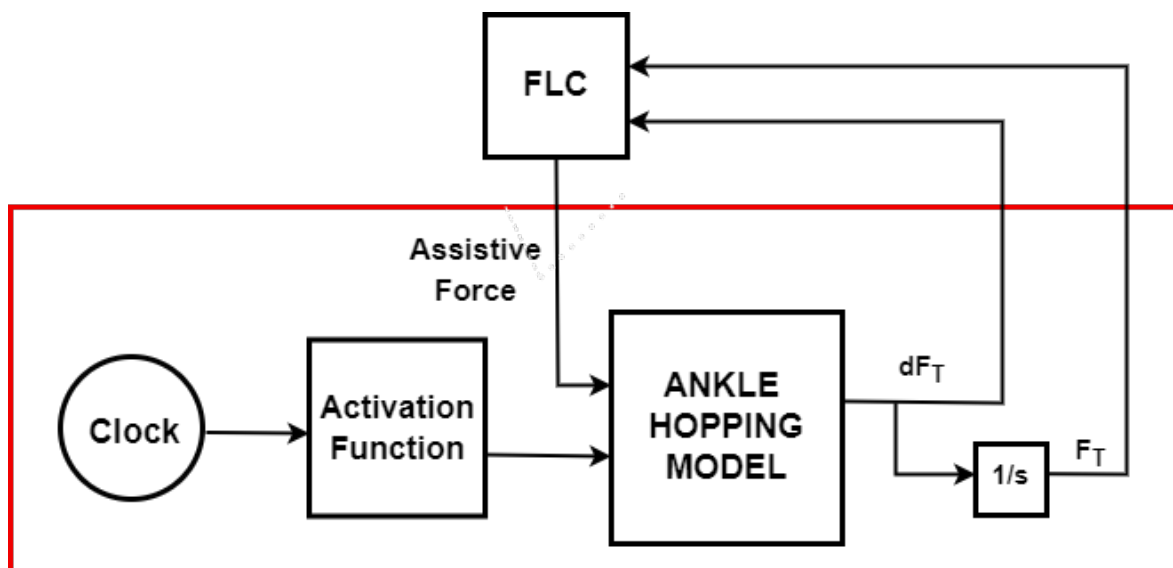 FLC
Assistive
Force
Clock
Activation
Function
ANKLE
HOPPING
MODEL
dF_T
1/s
F_T